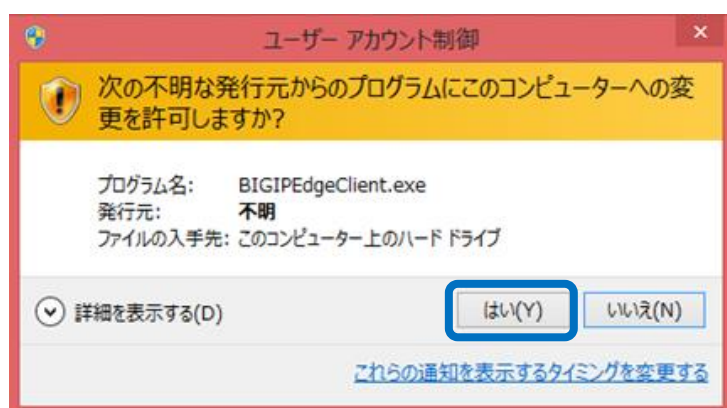 ユーザー アカウント制御
次の不明な発行元からのプログラムにこのコンピューターへの変
更を許可しますか?
プログラム名: BIGIPEdgeClient.exe
発行元: 不明
ファイルの入手先: このコンピューター上のハード ドライブ
詳細を表示する(D) はい(Y) いいえ(N)
これらの通知を表示するタイミングを変更する